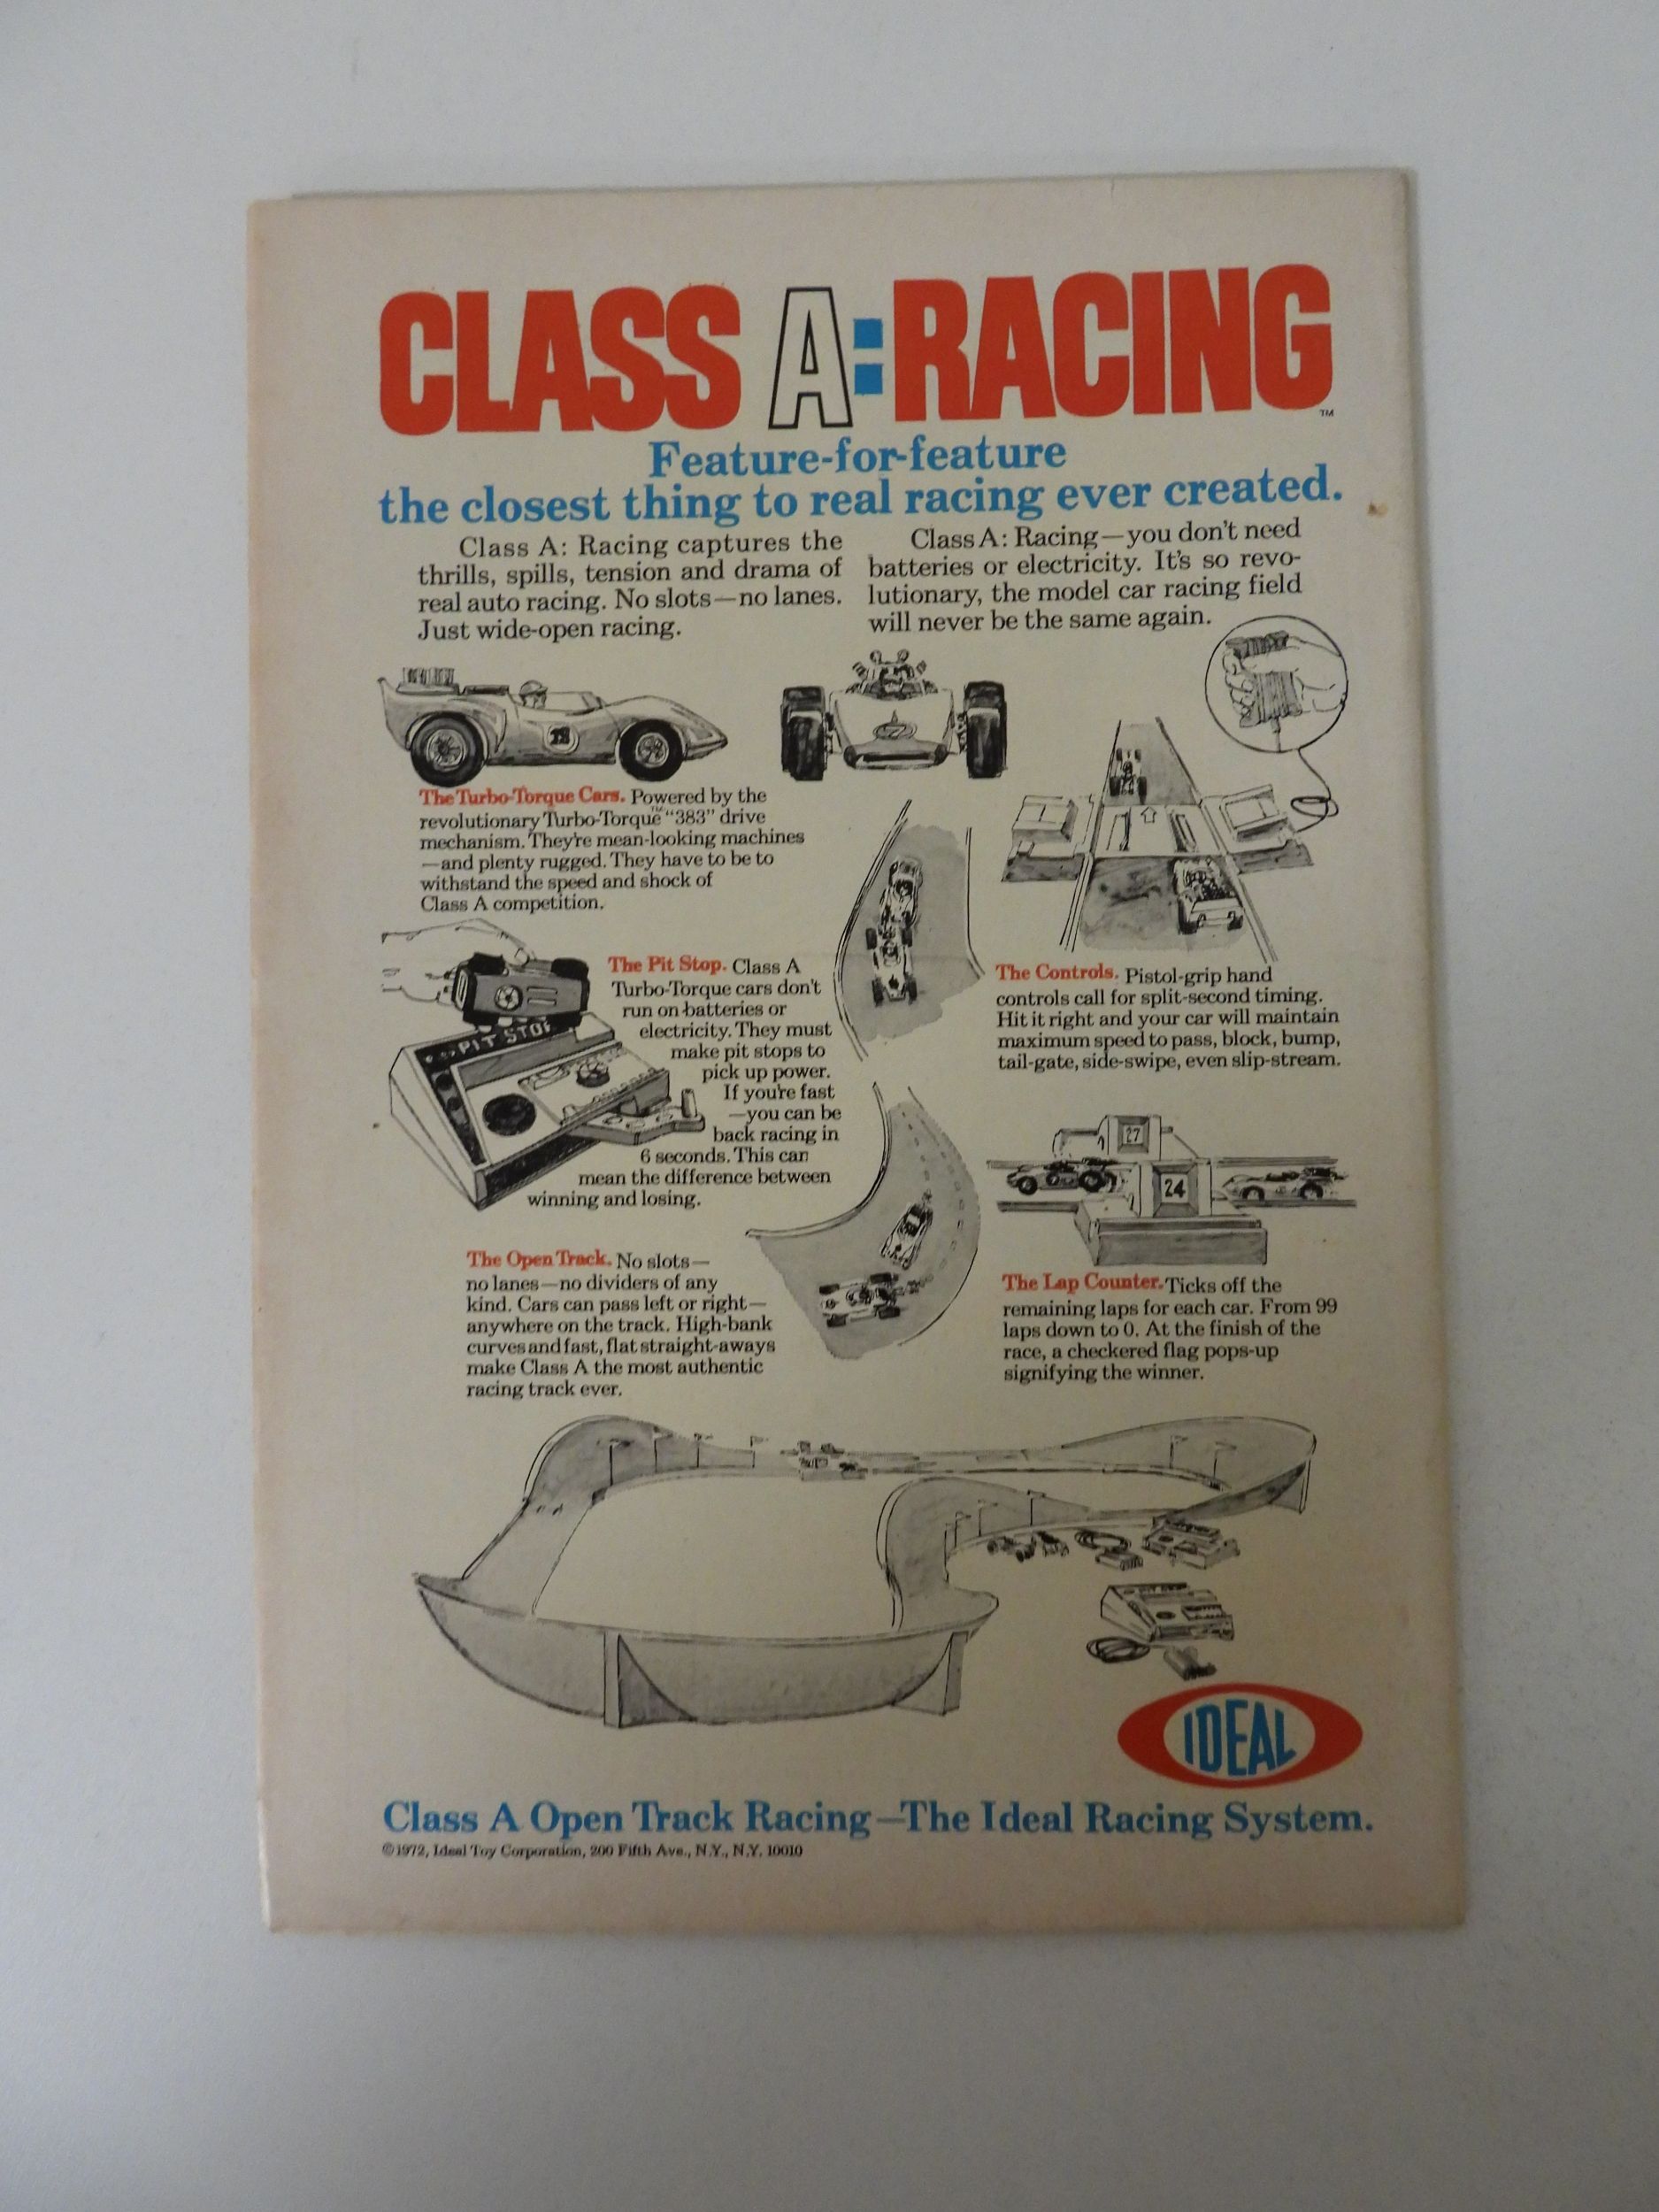 CLASS A:RACING
TM
Feature-for-feature
the closest thing to real racing ever created.
Class A: Racing captures the
thrills, spills, tension and drama of
real auto racing. No slots—no lanes.
Just wide-open racing.
Class A: Racing—you don't need
batteries or electricity. It's so revo-
lutionary, the model car racing field
will never be the same again.
The Turbo-Torque Cars. Powered by the
revolutionary Turbo-Torque™ "383" drive
mechanism. They're mean-looking machines
—and plenty rugged. They have to be to
withstand the speed and shock of
Class A competition.
PIT STOP
The Pit Stop. Class A
Turbo-Torque cars don't
run on batteries or
electricity. They must
make pit stops to
pick up power.
If you're fast
—you can be
back racing in
6 seconds. This can
mean the difference between
winning and losing.
The Controls. Pistol-grip hand
controls call for split-second timing.
Hit it right and your car will maintain
maximum speed to pass, block, bump,
tail-gate, side-swipe, even slip-stream.
27
24
The Open Track. No slots—
no lanes—no dividers of any
kind. Cars can pass left or right—
anywhere on the track. High-bank
curves and fast, flat straight-aways
make Class A the most authentic
racing track ever.
The Lap Counter. Ticks off the
remaining laps for each car. From 99
laps down to 0. At the finish of the
race, a checkered flag pops-up
signifying the winner.
IDEAL
Class A Open Track Racing—The Ideal Racing System.
©1972, Ideal Toy Corporation, 200 Fifth Ave., N.Y., N.Y. 10010